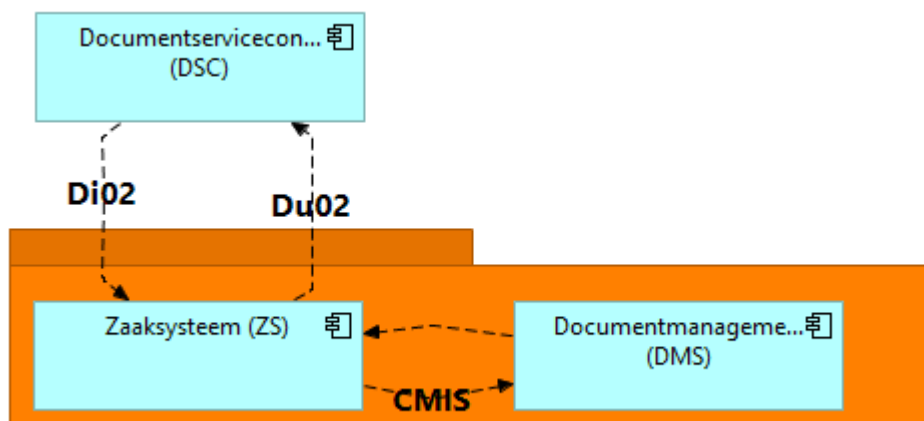 Documentservicecon...
(DSC)
Di02
Du02
Zaaksysteem (ZS)
Documentmanageme...
(DMS)
CMIS